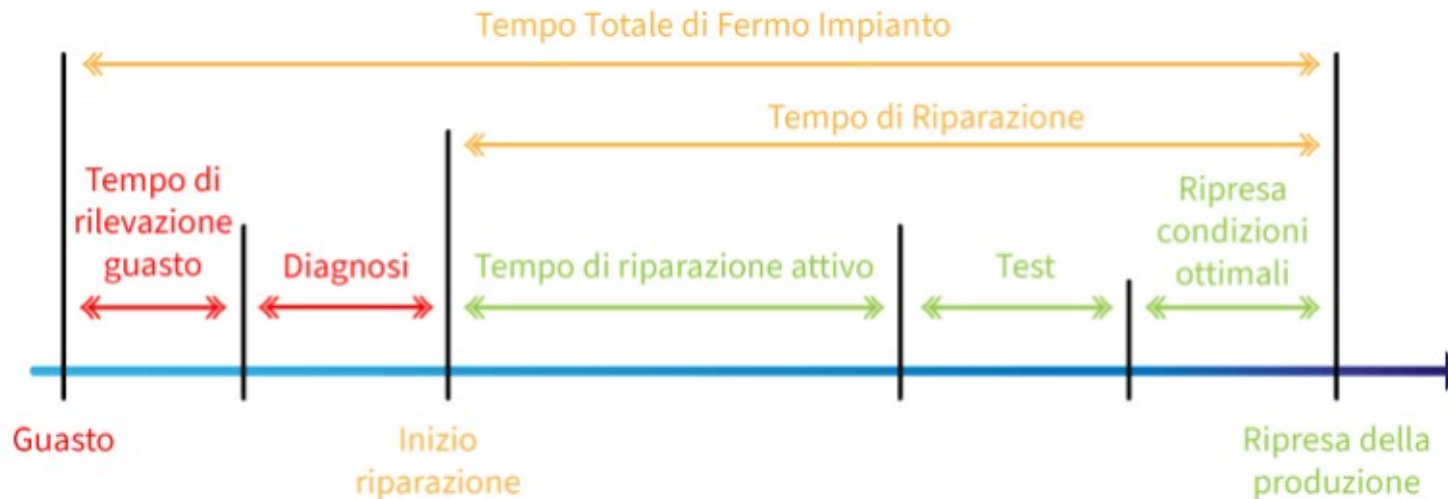 Tempo Totale di Fermo Impianto
Tempo di Riparazione
Tempo di
rilevazione
guasto
Diagnosi
Tempo di riparazione attivo
Test
Ripresa
condizioni
ottimali
Guasto
Inizio
riparazione
Ripresa della
produzione